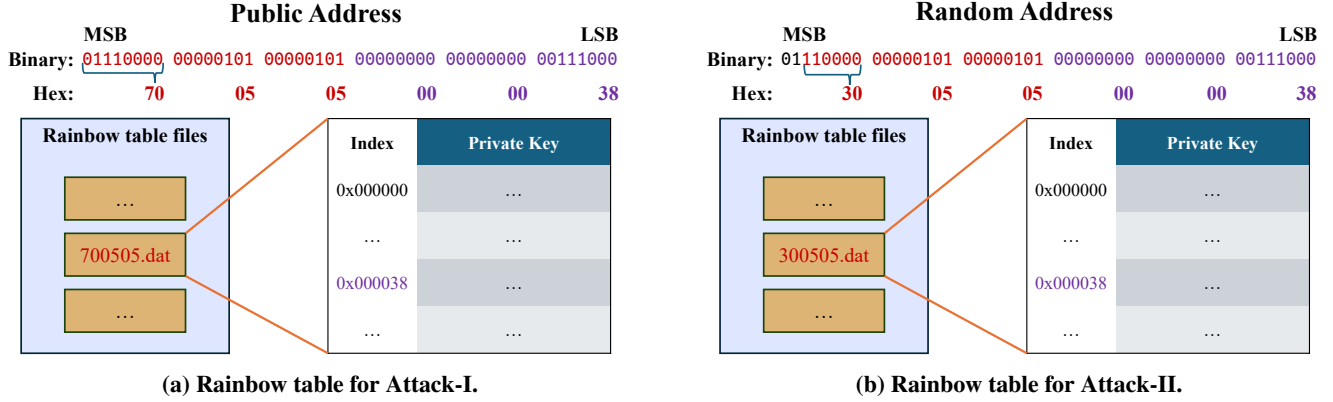 Public Address
MSB LSB
Binary: 01110000 00000101 00000101 00000000 00000000 00111000
Hex: 70 05 05 00 00 38
Rainbow table files
...
700505.dat
...
Index Private Key
0x000000 ...
... ...
0x000038 ...
... ...
(a) Rainbow table for Attack-I.
Random Address
MSB LSB
Binary: 01110000 00000101 00000101 00000000 00000000 00111000
Hex: 30 05 05 00 00 38
Rainbow table files
...
300505.dat
...
Index Private Key
0x000000 ...
... ...
0x000038 ...
... ...
(b) Rainbow table for Attack-II.